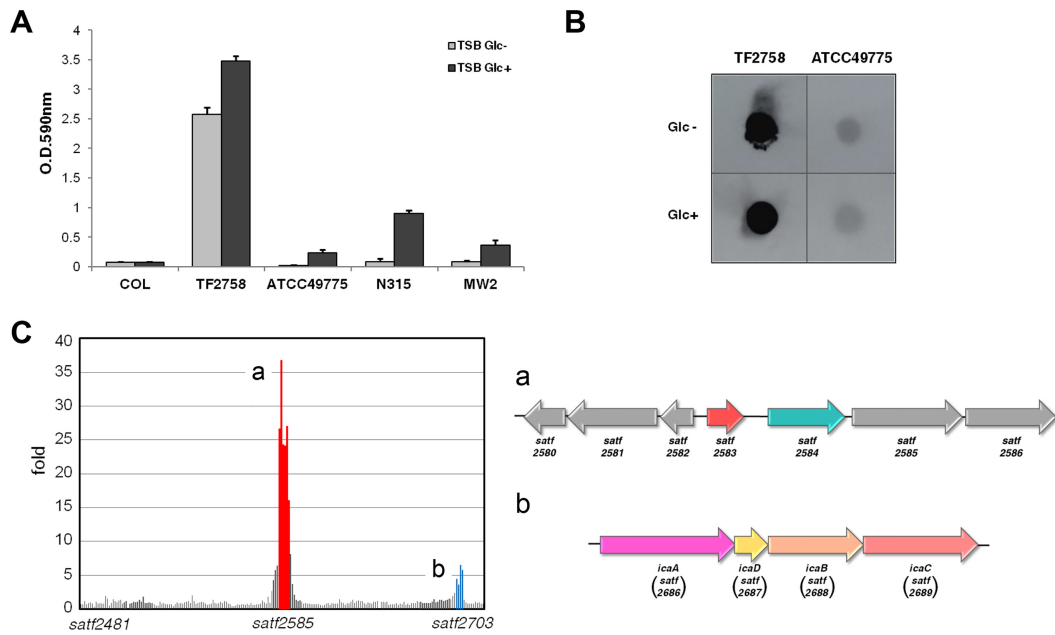 A
O.D.590nm
4
3.5
3
2.5
2
1.5
1
0.5
0
TSB Glc-
TSB Glc+
COL TF2758 ATCC49775 N315 MW2
B
TF2758 ATCC49775
Glc -
Glc+
C
fold
40
35
30
25
20
15
10
5
0
a
b
satf2481 satf2585 satf2703
a
satf 2580
satf 2581
satf 2582
satf 2583
satf 2584
satf 2585
satf 2586
b
icaA (satf 2686)
icaD (satf 2687)
icaB (satf 2688)
icaC (satf 2689)